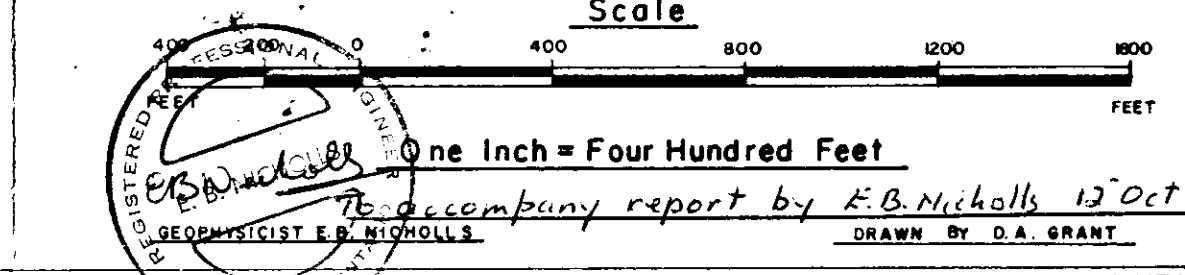 Scale
400 200 0 400 800 1200 1600
FEET FEET
One Inch = Four Hundred Feet
To accompany report by E.B. Nicholls 12 Oct
GEOPHYSICIST E.B. NICHOLLS DRAWN BY D.A. GRANT
REGISTERED PROFESSIONAL ENGINEER
E.B. Nicholls
E. B. NICHOLLS